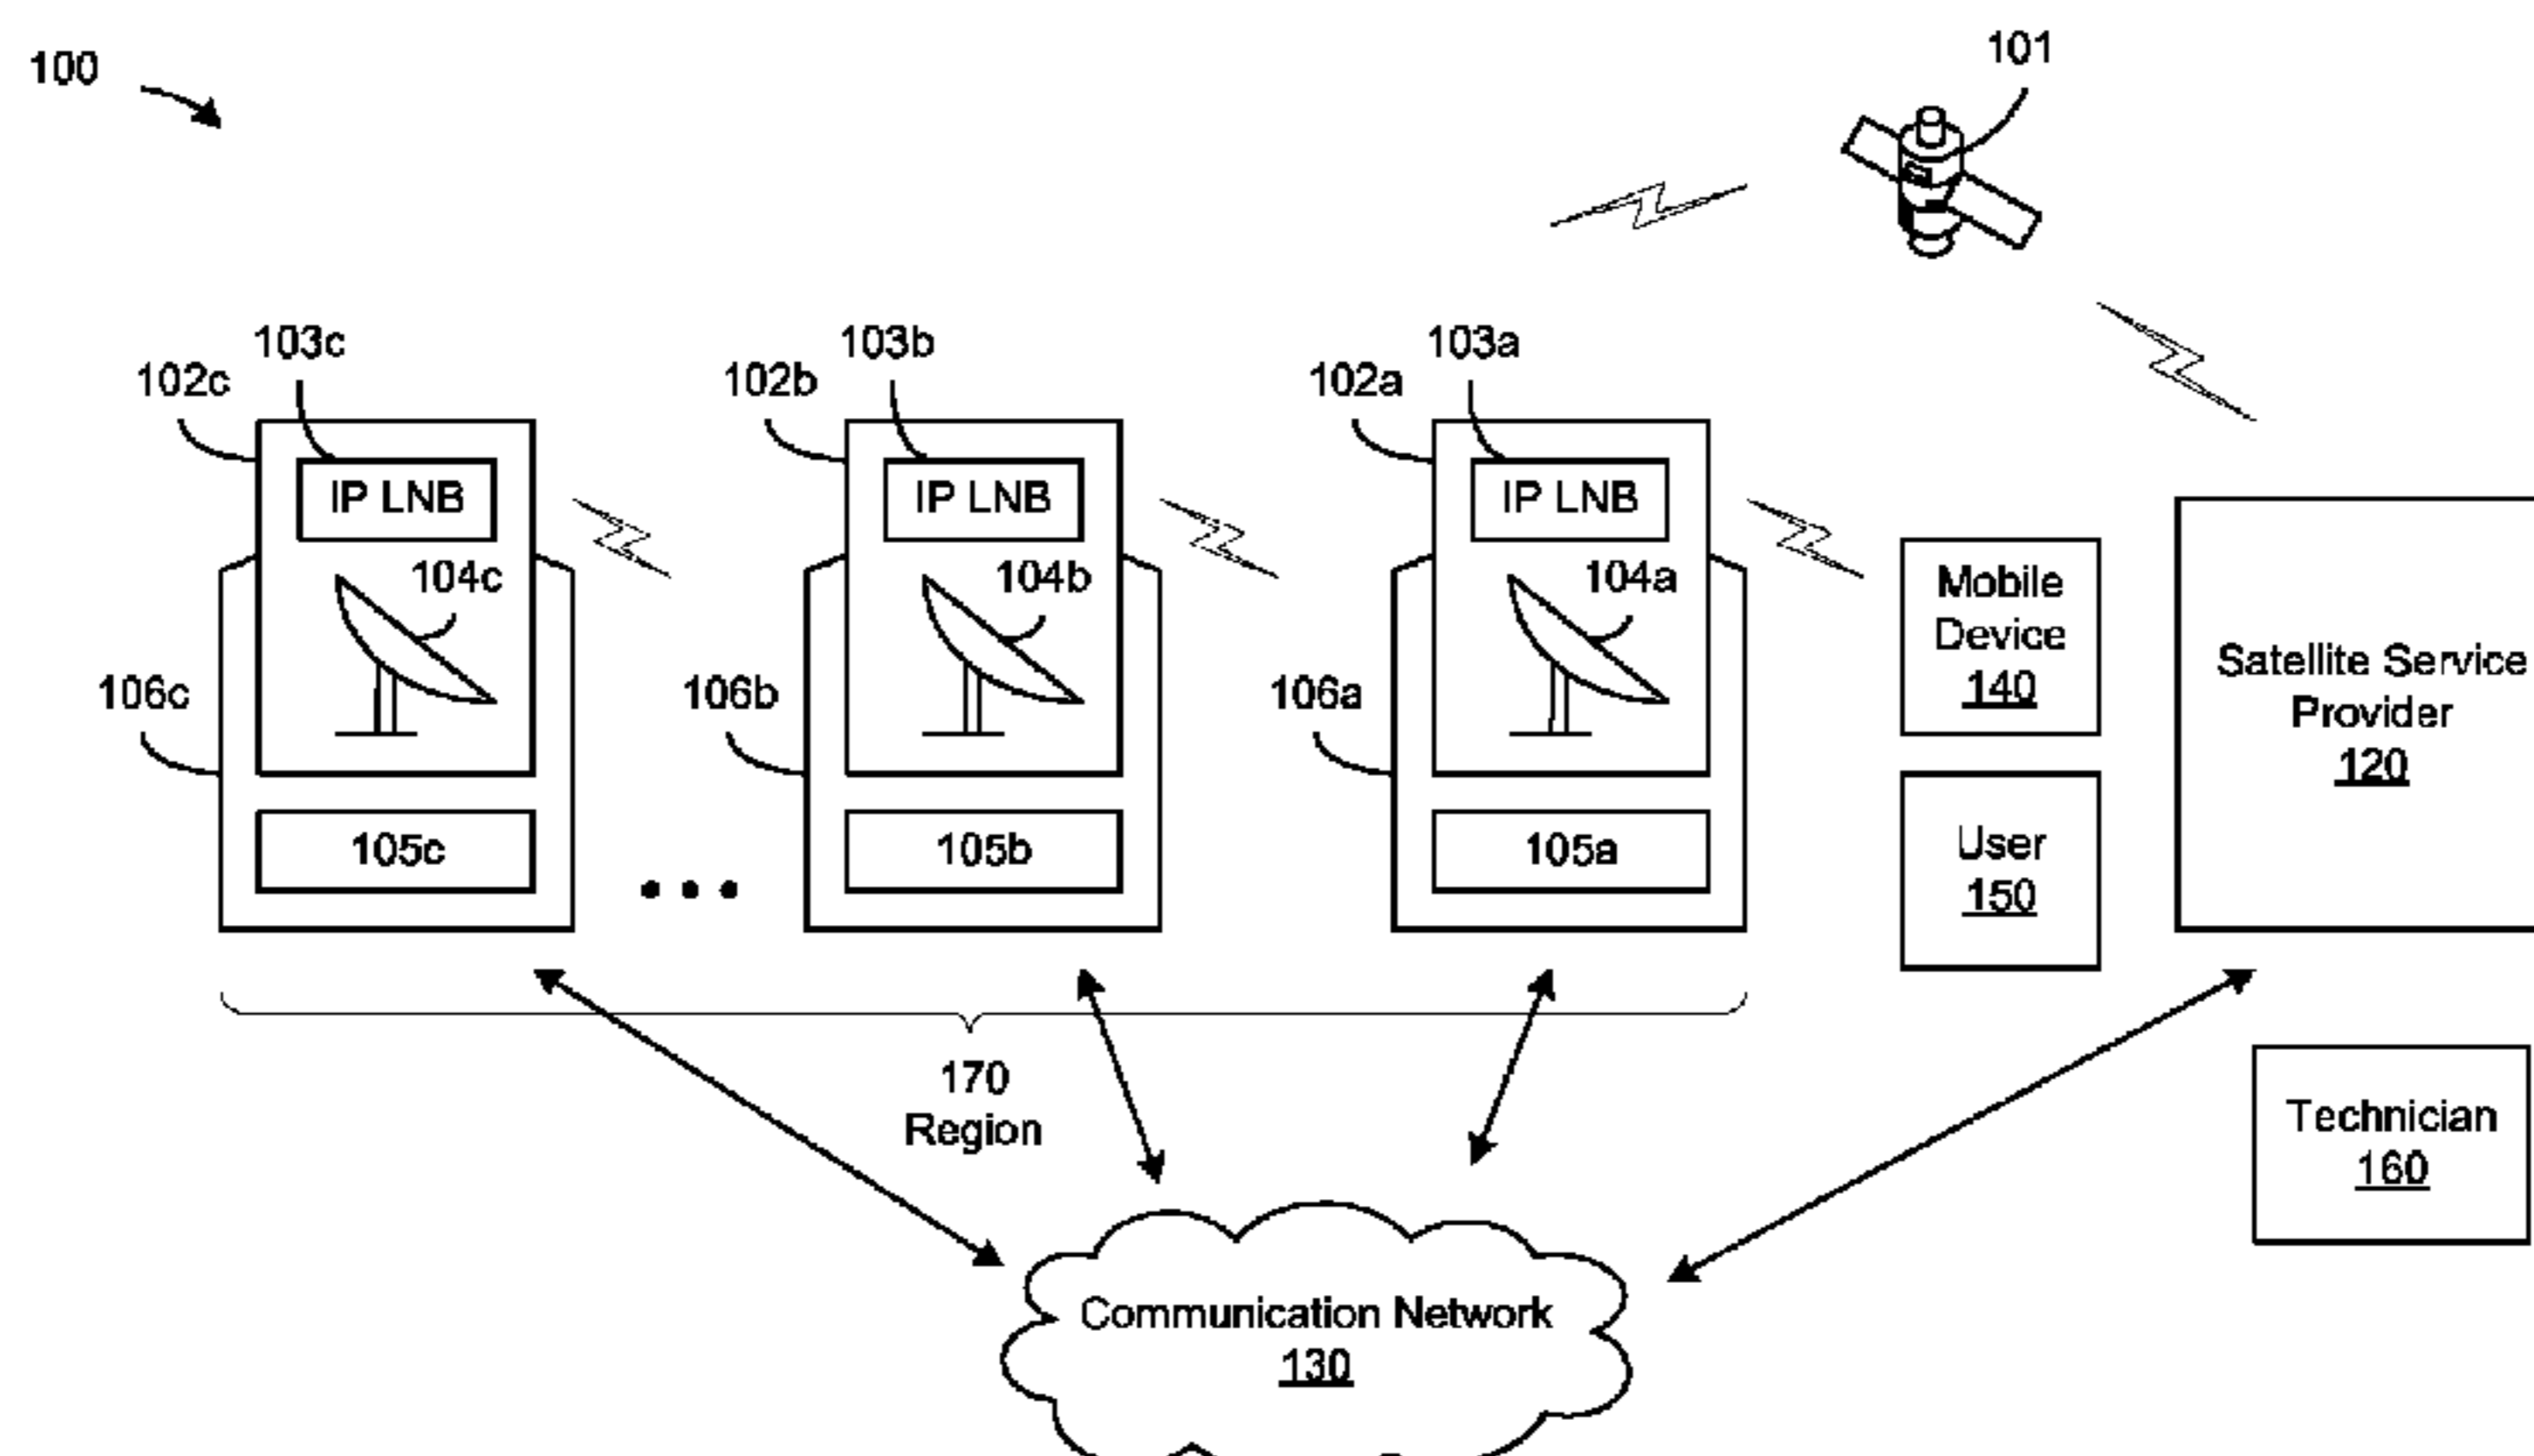 100
101
103c
103b
103a
102c
102b
102a
IP LNB
IP LNB
IP LNB
104c
104b
104a
Mobile
Device
140
Satellite Service
Provider
120
106c
106b
106a
105c
105b
105a
User
150
170
Region
Technician
160
Communication Network
130